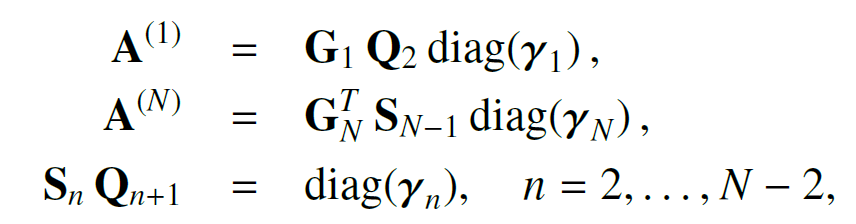 A^{(1)} = G_1 Q_2 diag(γ_1) ,
A^{(N)} = G_N^T S_{N−1} diag(γ_N) ,
S_n Q_{n+1} = diag(γ_n), n = 2, . . . , N − 2,